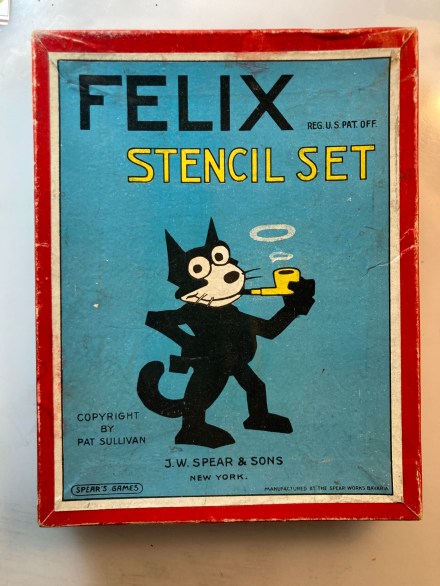 FELIX
REG. U.S. PAT. OFF.
STENCIL SET
COPYRIGHT
BY
PAT SULLIVAN
J.W. SPEAR & SONS
NEW YORK.
SPEAR'S GAMES
MANUFACTURED AT THE SPEAR WORKS BAVARIA